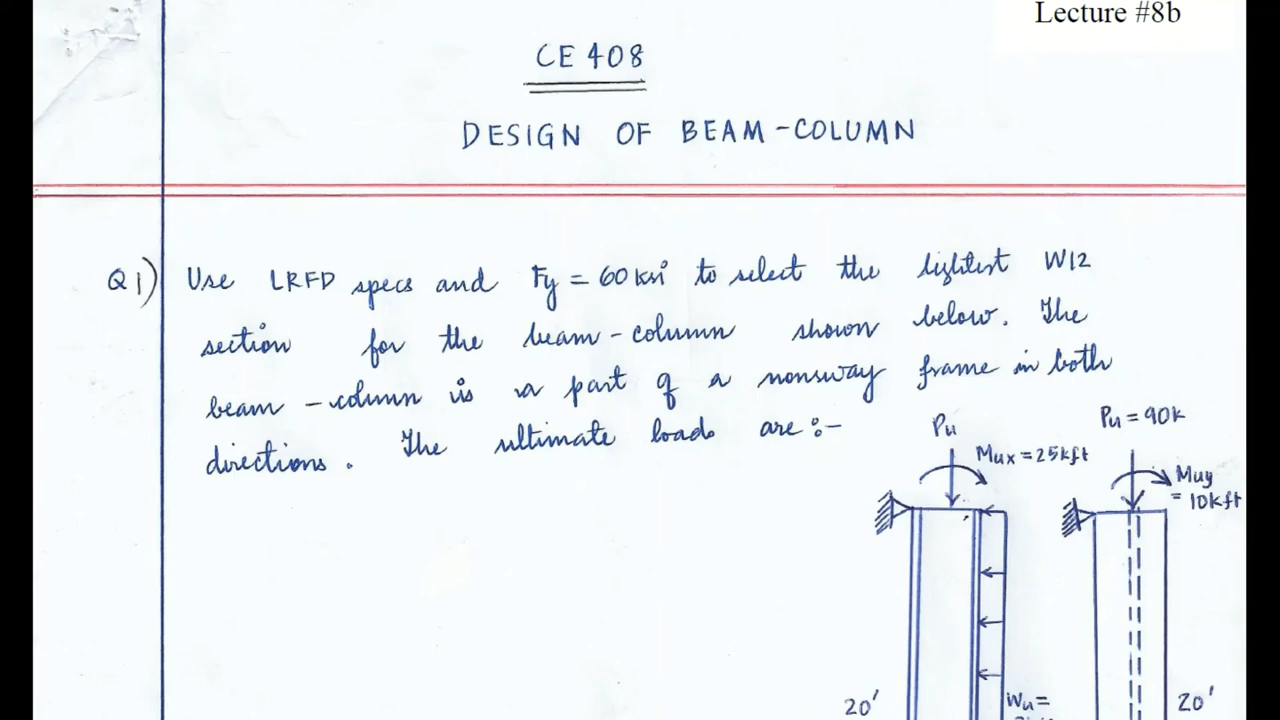 Lecture #8b
CE 408
DESIGN OF BEAM-COLUMN
Q1) Use LRFD specs and Fy = 60 ksi to select the lightest W12
section for the beam-column shown below. The
beam-column is a part of a nonsway frame in both
directions. The ultimate loads are :-
Pu
Mux = 25kft
Pu = 90k
Muy
= 10kft
20'
Wu =
20'